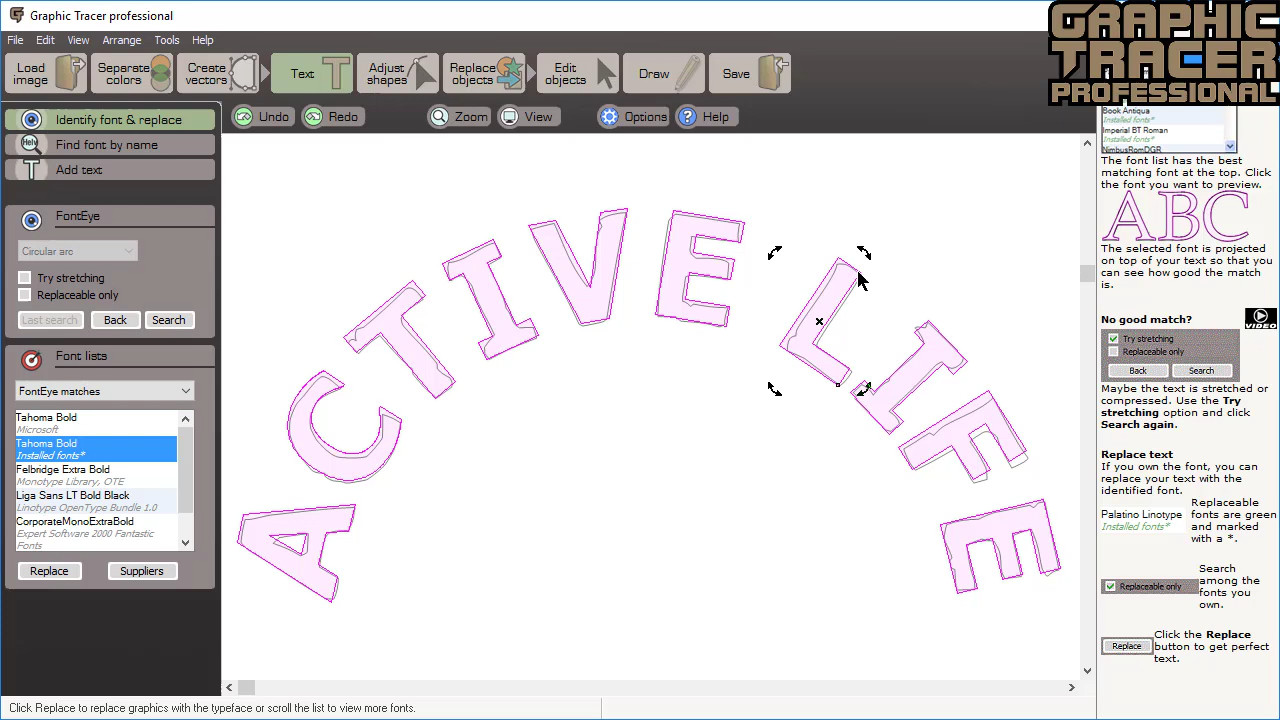 Graphic Tracer professional
GRAPHIC
TRACER
PROFESSIONAL
File Edit View Arrange Tools Help
Load image
Separate colors
Create vectors
Text T
Adjust shapes
Replace objects
Edit objects
Draw
Save
Identify font & replace
Undo Redo Zoom View Options Help
Helv Find font by name
T Add text
FontEye
Circular arc
Try stretching
Replaceable only
Last search Back Search
Font lists
FontEye matches
Tahoma Bold
Microsoft
Tahoma Bold
Installed fonts*
Felbridge Extra Bold
Monotype Library, OTE
Liga Sans LT Bold Black
Linotype OpenType Bundle 1.0
CorporateMonoExtraBold
Expert Software 2000 Fantastic
Fonts
Replace Suppliers
ACTIVE LIFE
Book Antiqua
Installed fonts*
Imperial BT Roman
Installed fonts*
NimbusRomDGR
The font list has the best
matching font at the top. Click
the font you want to preview.
ABC
The selected font is projected
on top of your text so that you
can see how good the match
is.
No good match?
VIDEO
Try stretching
Replaceable only
Back Search
Maybe the text is stretched or
compressed. Use the Try
stretching option and click
Search again.
Replace text
If you own the font, you can
replace your text with the
identified font.
Palatino Linotype
Installed fonts*
Replaceable
fonts are green
and marked
with a *.
Replaceable only
Search
among the
fonts you
own.
Replace
Click the Replace
button to get perfect
text.
Click Replace to replace graphics with the typeface or scroll the list to view more fonts.